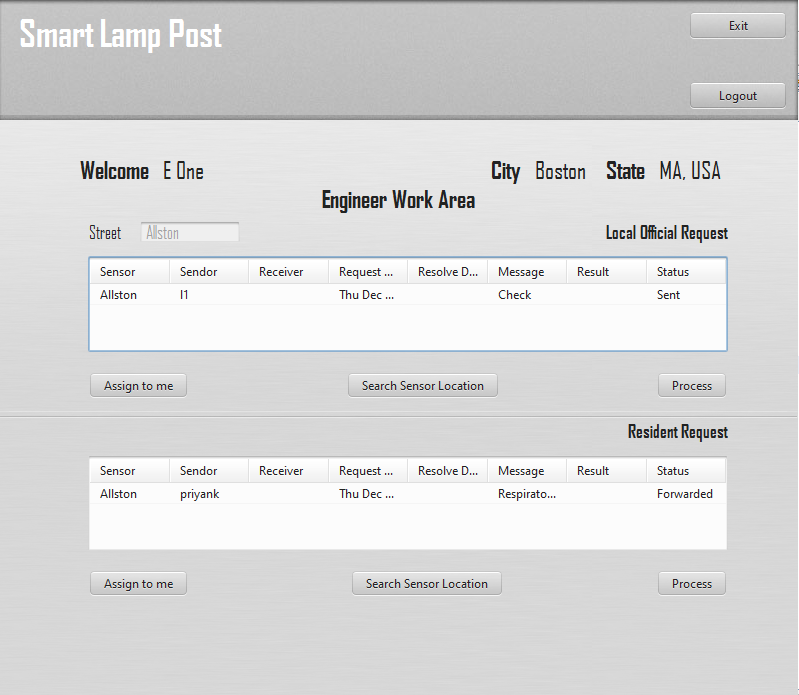 Smart Lamp Post
Exit
Logout
Welcome E One City Boston State MA, USA
Engineer Work Area
Street Allston Local Official Request
Sensor Sendor Receiver Request ... Resolve D... Message Result Status
Allston l1 Thu Dec ... Check Sent
Assign to me Search Sensor Location Process
Resident Request
Sensor Sendor Receiver Request ... Resolve D... Message Result Status
Allston priyank Thu Dec ... Respirato... Forwarded
Assign to me Search Sensor Location Process